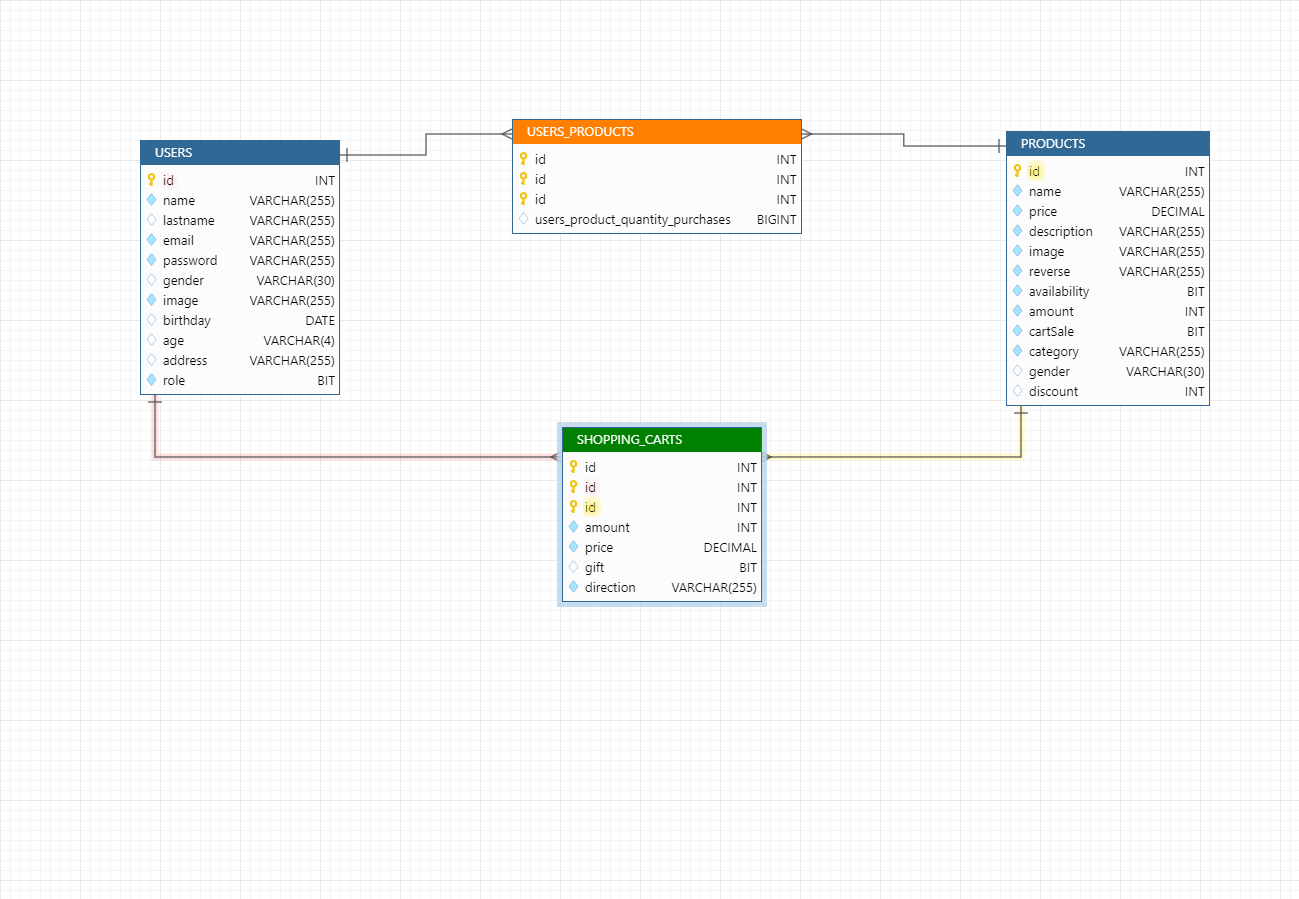 USERS
id INT
name VARCHAR(255)
lastname VARCHAR(255)
email VARCHAR(255)
password VARCHAR(255)
gender VARCHAR(30)
image VARCHAR(255)
birthday DATE
age VARCHAR(4)
address VARCHAR(255)
role BIT
USERS_PRODUCTS
id INT
id INT
id INT
users_product_quantity_purchases BIGINT
PRODUCTS
id INT
name VARCHAR(255)
price DECIMAL
description VARCHAR(255)
image VARCHAR(255)
reverse VARCHAR(255)
availability BIT
amount INT
cartSale BIT
category VARCHAR(255)
gender VARCHAR(30)
discount INT
SHOPPING_CARTS
id INT
id INT
id INT
amount INT
price DECIMAL
gift BIT
direction VARCHAR(255)